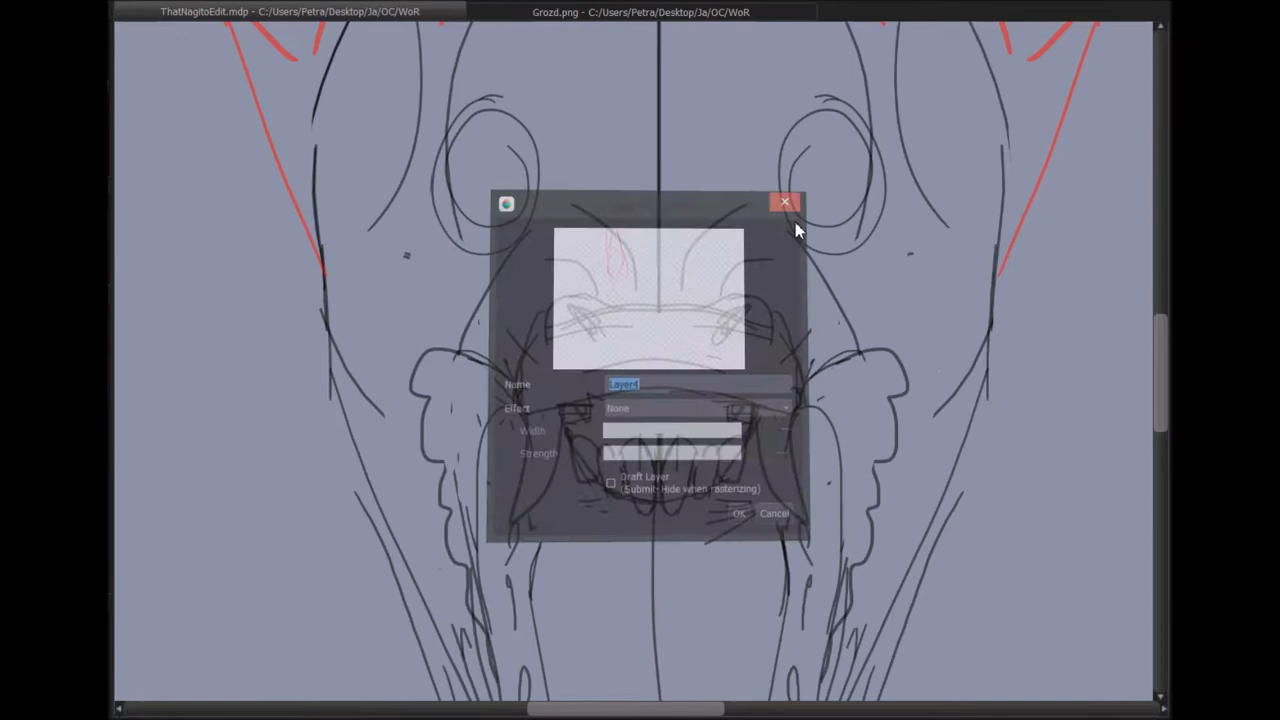 ThatNagitoEdit.mdp - C:/Users/Petra/Desktop/Ja/OC/WoR
Grozd.png - C:/Users/Petra/Desktop/Ja/OC/WoR
Name
Layer4
Effect
None
Width
Strength
Draft Layer
(Submit: Hide when rasterizing)
OK
Cancel